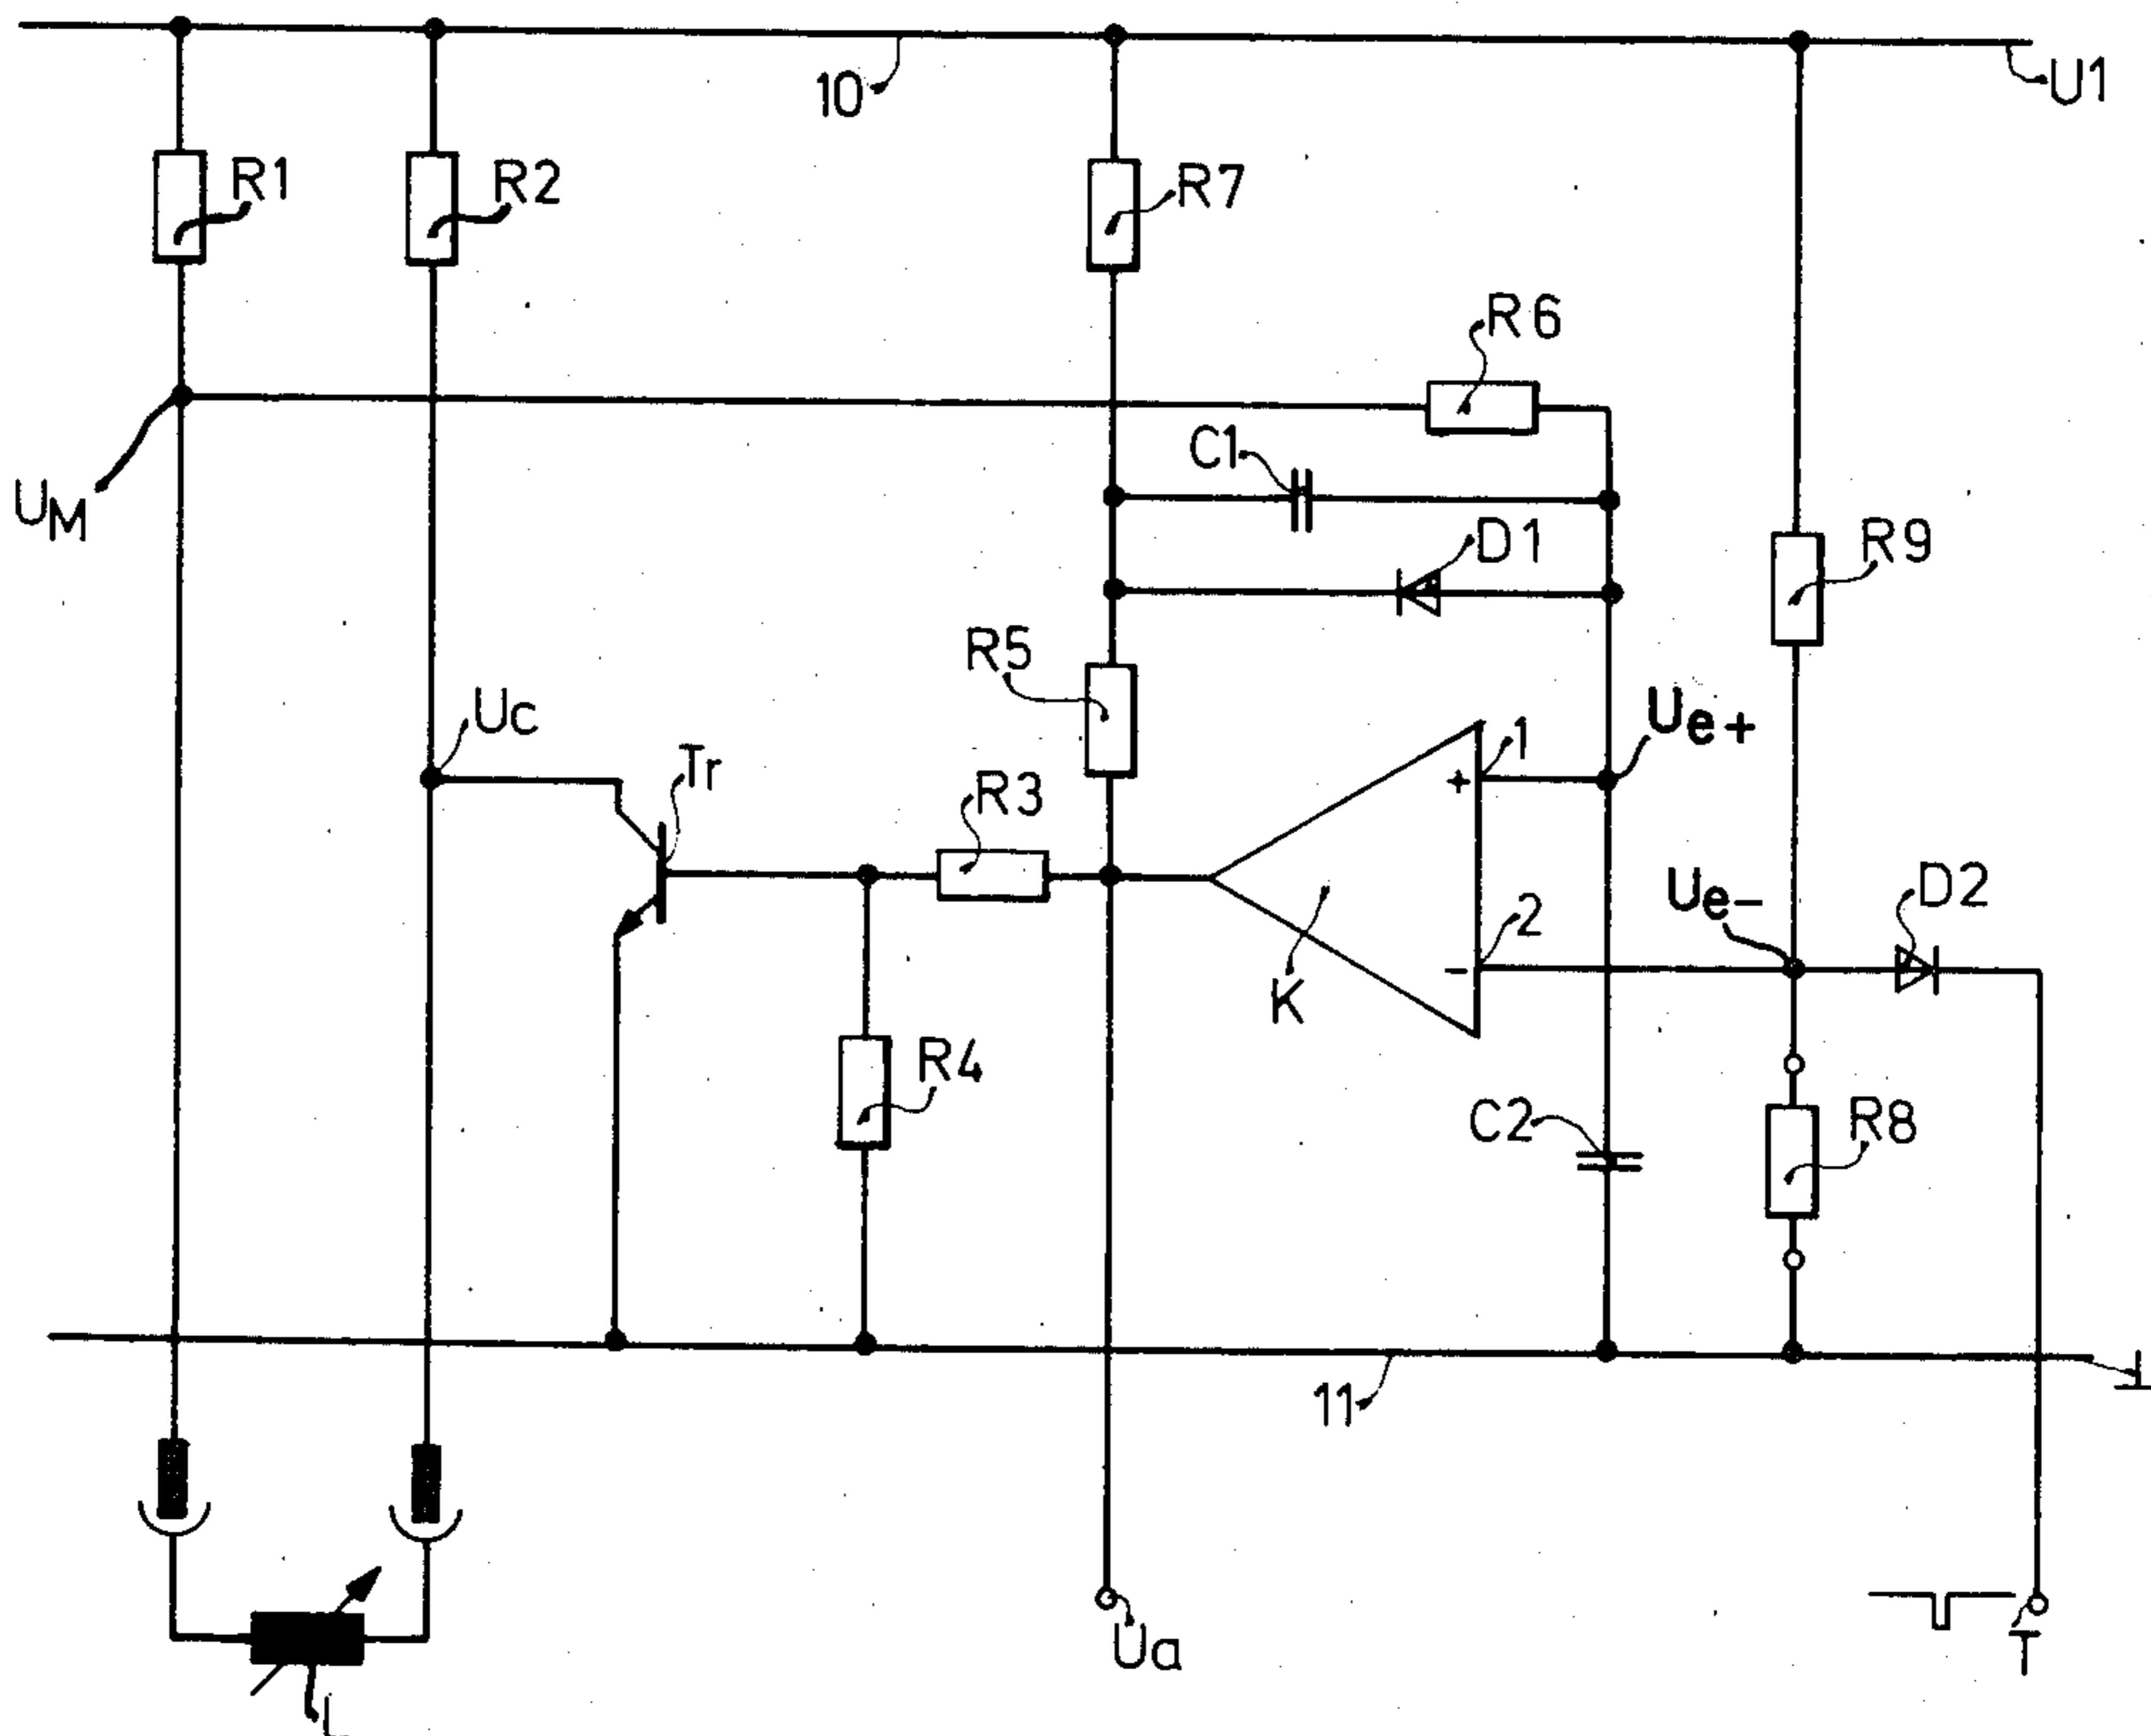 10
U1
R1
R2
R7
R6
C1
UM
D1
R9
R5
Uc
Ue+
1
Tr
R3
+
Ue-
D2
2
-
K
R4
C2
R8
11
⊥
Ua
T
L